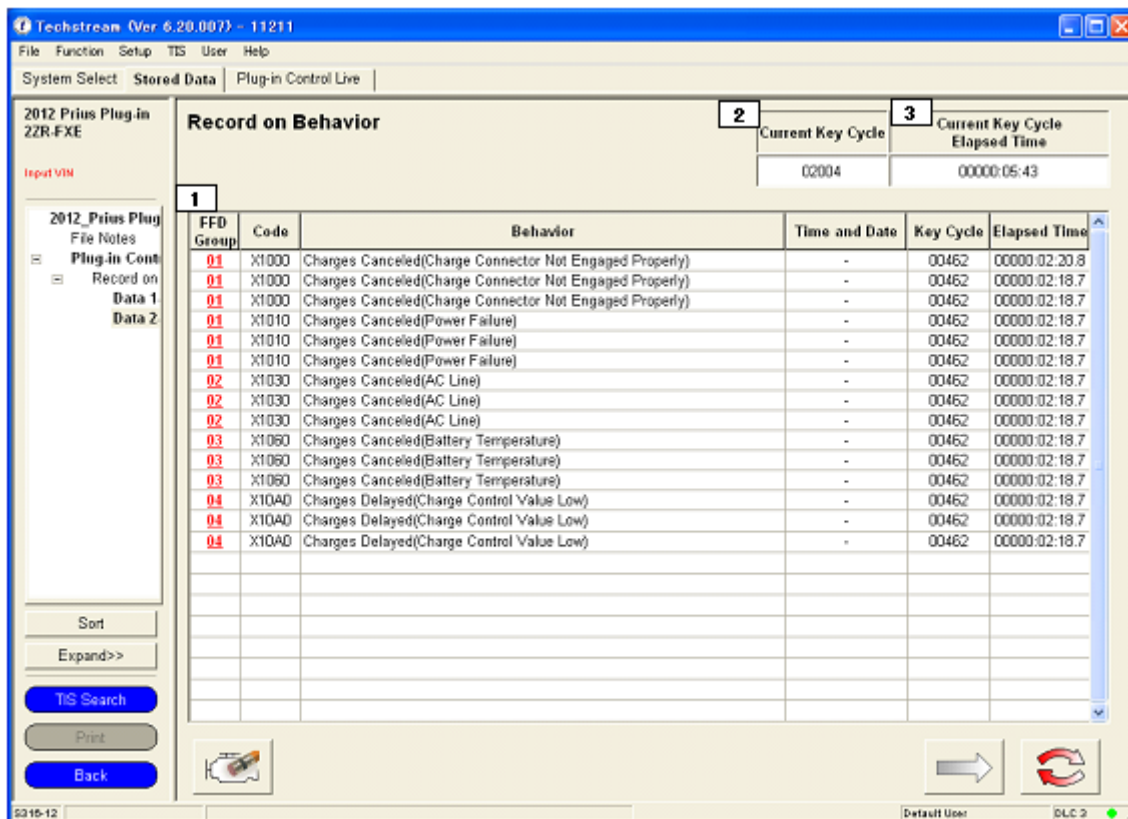 Techstream (Ver 6.20.007) - 11211
File Function Setup TIS User Help
System Select Stored Data Plug-in Control Live
2012 Prius Plug-in
2ZR-FXE
Input VIN
2012_Prius Plug
File Notes
Plug-in Cont
Record on
Data 1
Data 2
Sort
Expand>>
TIS Search
Print
Back
Record on Behavior
2 Current Key Cycle
02004
3 Current Key Cycle
Elapsed Time
00000:05:43
1
FFD Group Code Behavior Time and Date Key Cycle Elapsed Time
01 X1000 Charges Canceled(Charge Connector Not Engaged Properly) - 00462 00000:02:20.8
01 X1000 Charges Canceled(Charge Connector Not Engaged Properly) - 00462 00000:02:18.7
01 X1000 Charges Canceled(Charge Connector Not Engaged Properly) - 00462 00000:02:18.7
01 X1010 Charges Canceled(Power Failure) - 00462 00000:02:18.7
01 X1010 Charges Canceled(Power Failure) - 00462 00000:02:18.7
01 X1010 Charges Canceled(Power Failure) - 00462 00000:02:18.7
02 X1030 Charges Canceled(AC Line) - 00462 00000:02:18.7
02 X1030 Charges Canceled(AC Line) - 00462 00000:02:18.7
02 X1030 Charges Canceled(AC Line) - 00462 00000:02:18.7
03 X1060 Charges Canceled(Battery Temperature) - 00462 00000:02:18.7
03 X1060 Charges Canceled(Battery Temperature) - 00462 00000:02:18.7
03 X1060 Charges Canceled(Battery Temperature) - 00462 00000:02:18.7
04 X10A0 Charges Delayed(Charge Control Value Low) - 00462 00000:02:18.7
04 X10A0 Charges Delayed(Charge Control Value Low) - 00462 00000:02:18.7
04 X10A0 Charges Delayed(Charge Control Value Low) - 00462 00000:02:18.7
S316-12 Default User DLC 3